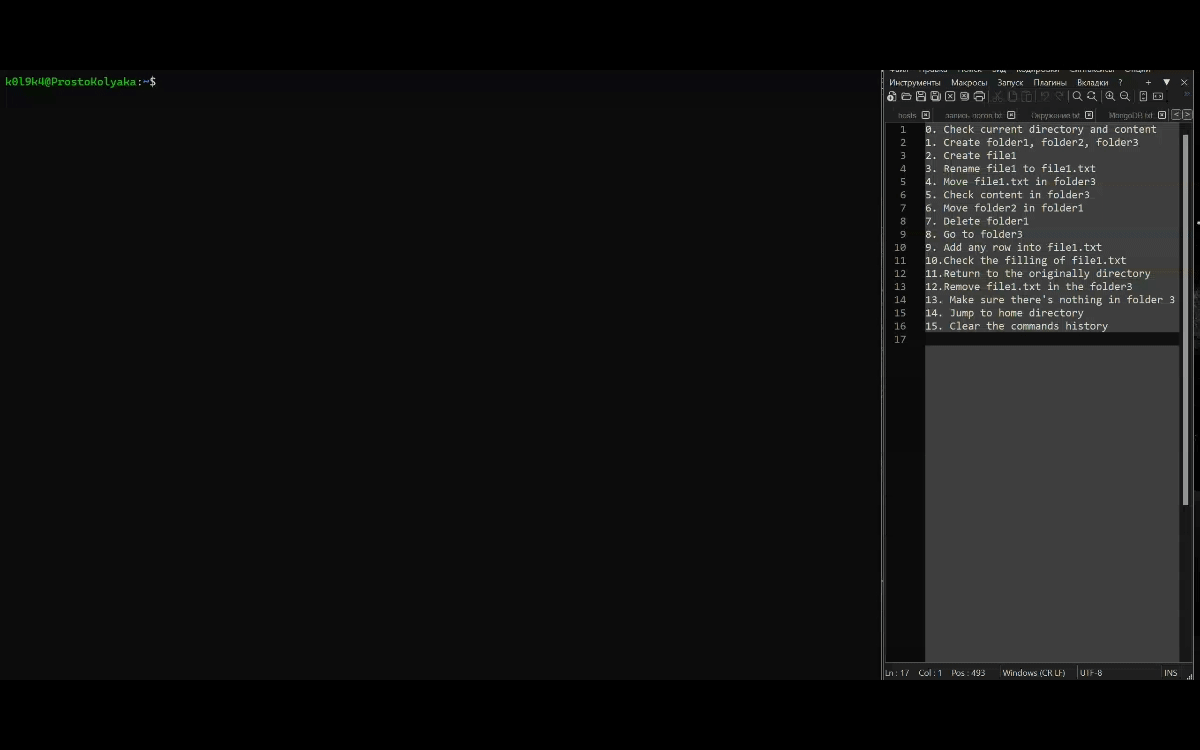 k0l9k4@ProstoKolyaka:~$
Инструменты Макросы Запуск Плагины Вкладки ? + ▼ ✕
hosts запись логов.txt Окружения.txt MongoDB.txt
1 0. Check current directory and content
2 1. Create folder1, folder2, folder3
3 2. Create file1
4 3. Rename file1 to file1.txt
5 4. Move file1.txt in folder3
6 5. Check content in folder3
7 6. Move folder2 in folder1
8 7. Delete folder1
9 8. Go to folder3
10 9. Add any row into file1.txt
11 10.Check the filling of file1.txt
12 11.Return to the originally directory
13 12.Remove file1.txt in the folder3
14 13. Make sure there's nothing in folder 3
15 14. Jump to home directory
16 15. Clear the commands history
17
Ln : 17 Col : 1 Pos : 493 Windows (CR LF) UTF-8 INS